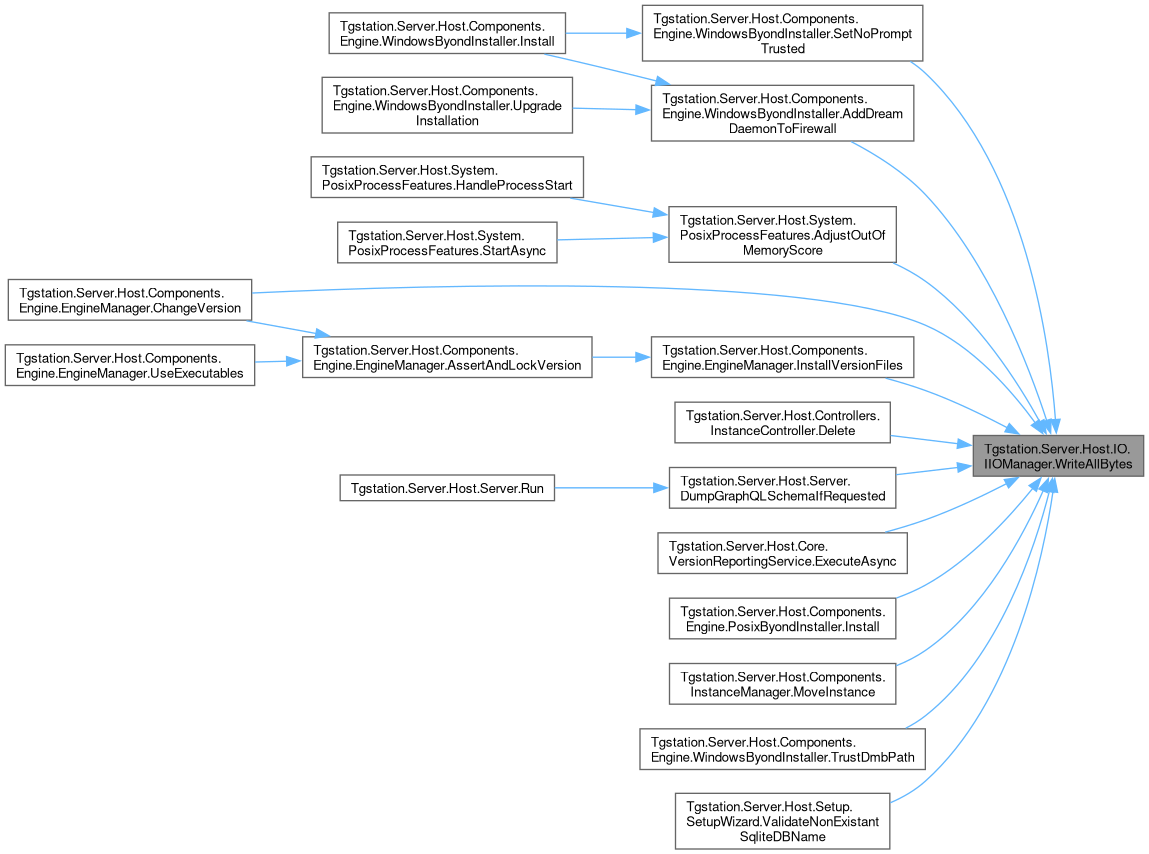 Tgstation.Server.Host.Components.
Engine.WindowsByondInstaller.Install
Tgstation.Server.Host.Components.
Engine.WindowsByondInstaller.SetNoPrompt
Trusted
Tgstation.Server.Host.Components.
Engine.WindowsByondInstaller.Upgrade
Installation
Tgstation.Server.Host.Components.
Engine.WindowsByondInstaller.AddDream
DaemonToFirewall
Tgstation.Server.Host.System.
PosixProcessFeatures.HandleProcessStart
Tgstation.Server.Host.System.
PosixProcessFeatures.StartAsync
Tgstation.Server.Host.System.
PosixProcessFeatures.AdjustOutOf
MemoryScore
Tgstation.Server.Host.Components.
Engine.EngineManager.ChangeVersion
Tgstation.Server.Host.Components.
Engine.EngineManager.UseExecutables
Tgstation.Server.Host.Components.
Engine.EngineManager.AssertAndLockVersion
Tgstation.Server.Host.Components.
Engine.EngineManager.InstallVersionFiles
Tgstation.Server.Host.Controllers.
InstanceController.Delete
Tgstation.Server.Host.IO.
IIOManager.WriteAllBytes
Tgstation.Server.Host.Server.Run
Tgstation.Server.Host.Server.
DumpGraphQLSchemaIfRequested
Tgstation.Server.Host.Core.
VersionReportingService.ExecuteAsync
Tgstation.Server.Host.Components.
Engine.PosixByondInstaller.Install
Tgstation.Server.Host.Components.
InstanceManager.MoveInstance
Tgstation.Server.Host.Components.
Engine.WindowsByondInstaller.TrustDmbPath
Tgstation.Server.Host.Setup.
SetupWizard.ValidateNonExistant
SqliteDBName